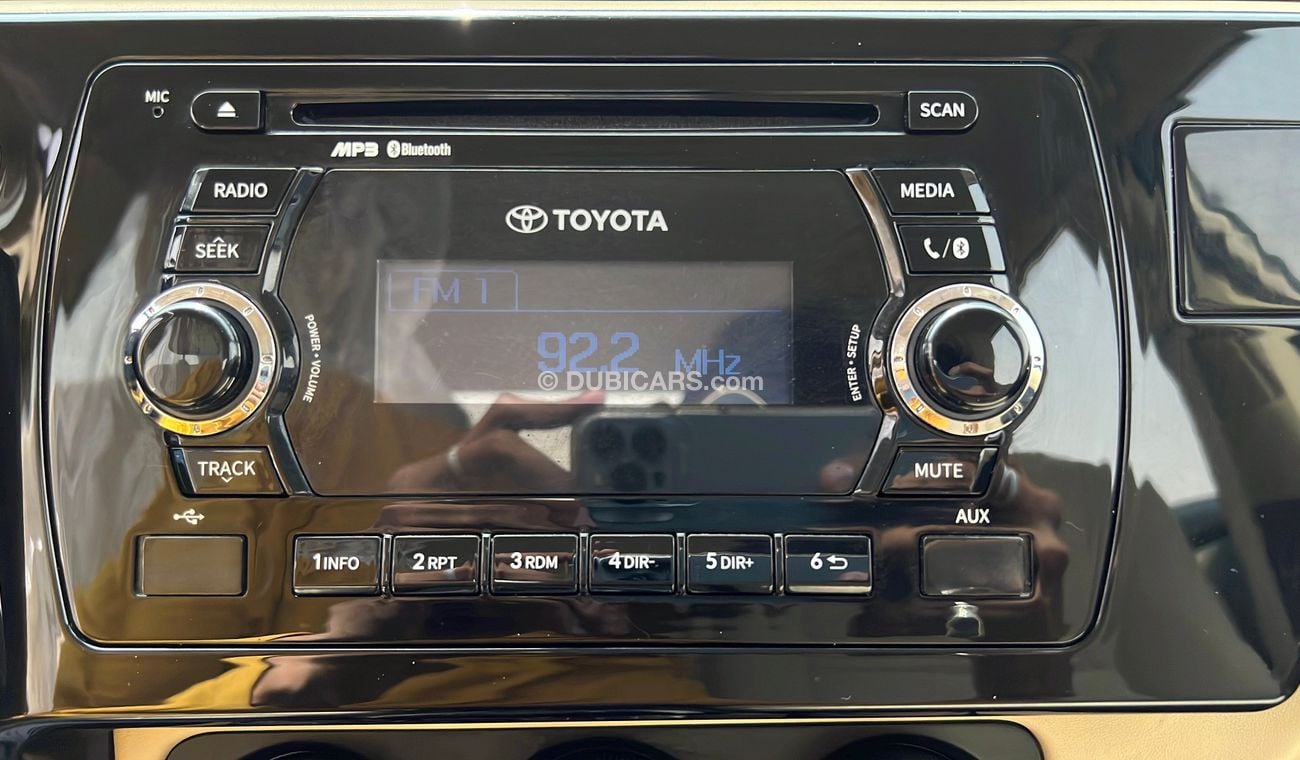 MIC
SCAN
MP3 Bluetooth
RADIO
MEDIA
TOYOTA
SEEK
FM 1
POWER • VOLUME
92.2 MHz
ENTER • SETUP
© DUBICARS.com
TRACK
MUTE
AUX
1 INFO
2 RPT
3 RDM
4 DIR-
5 DIR+
6